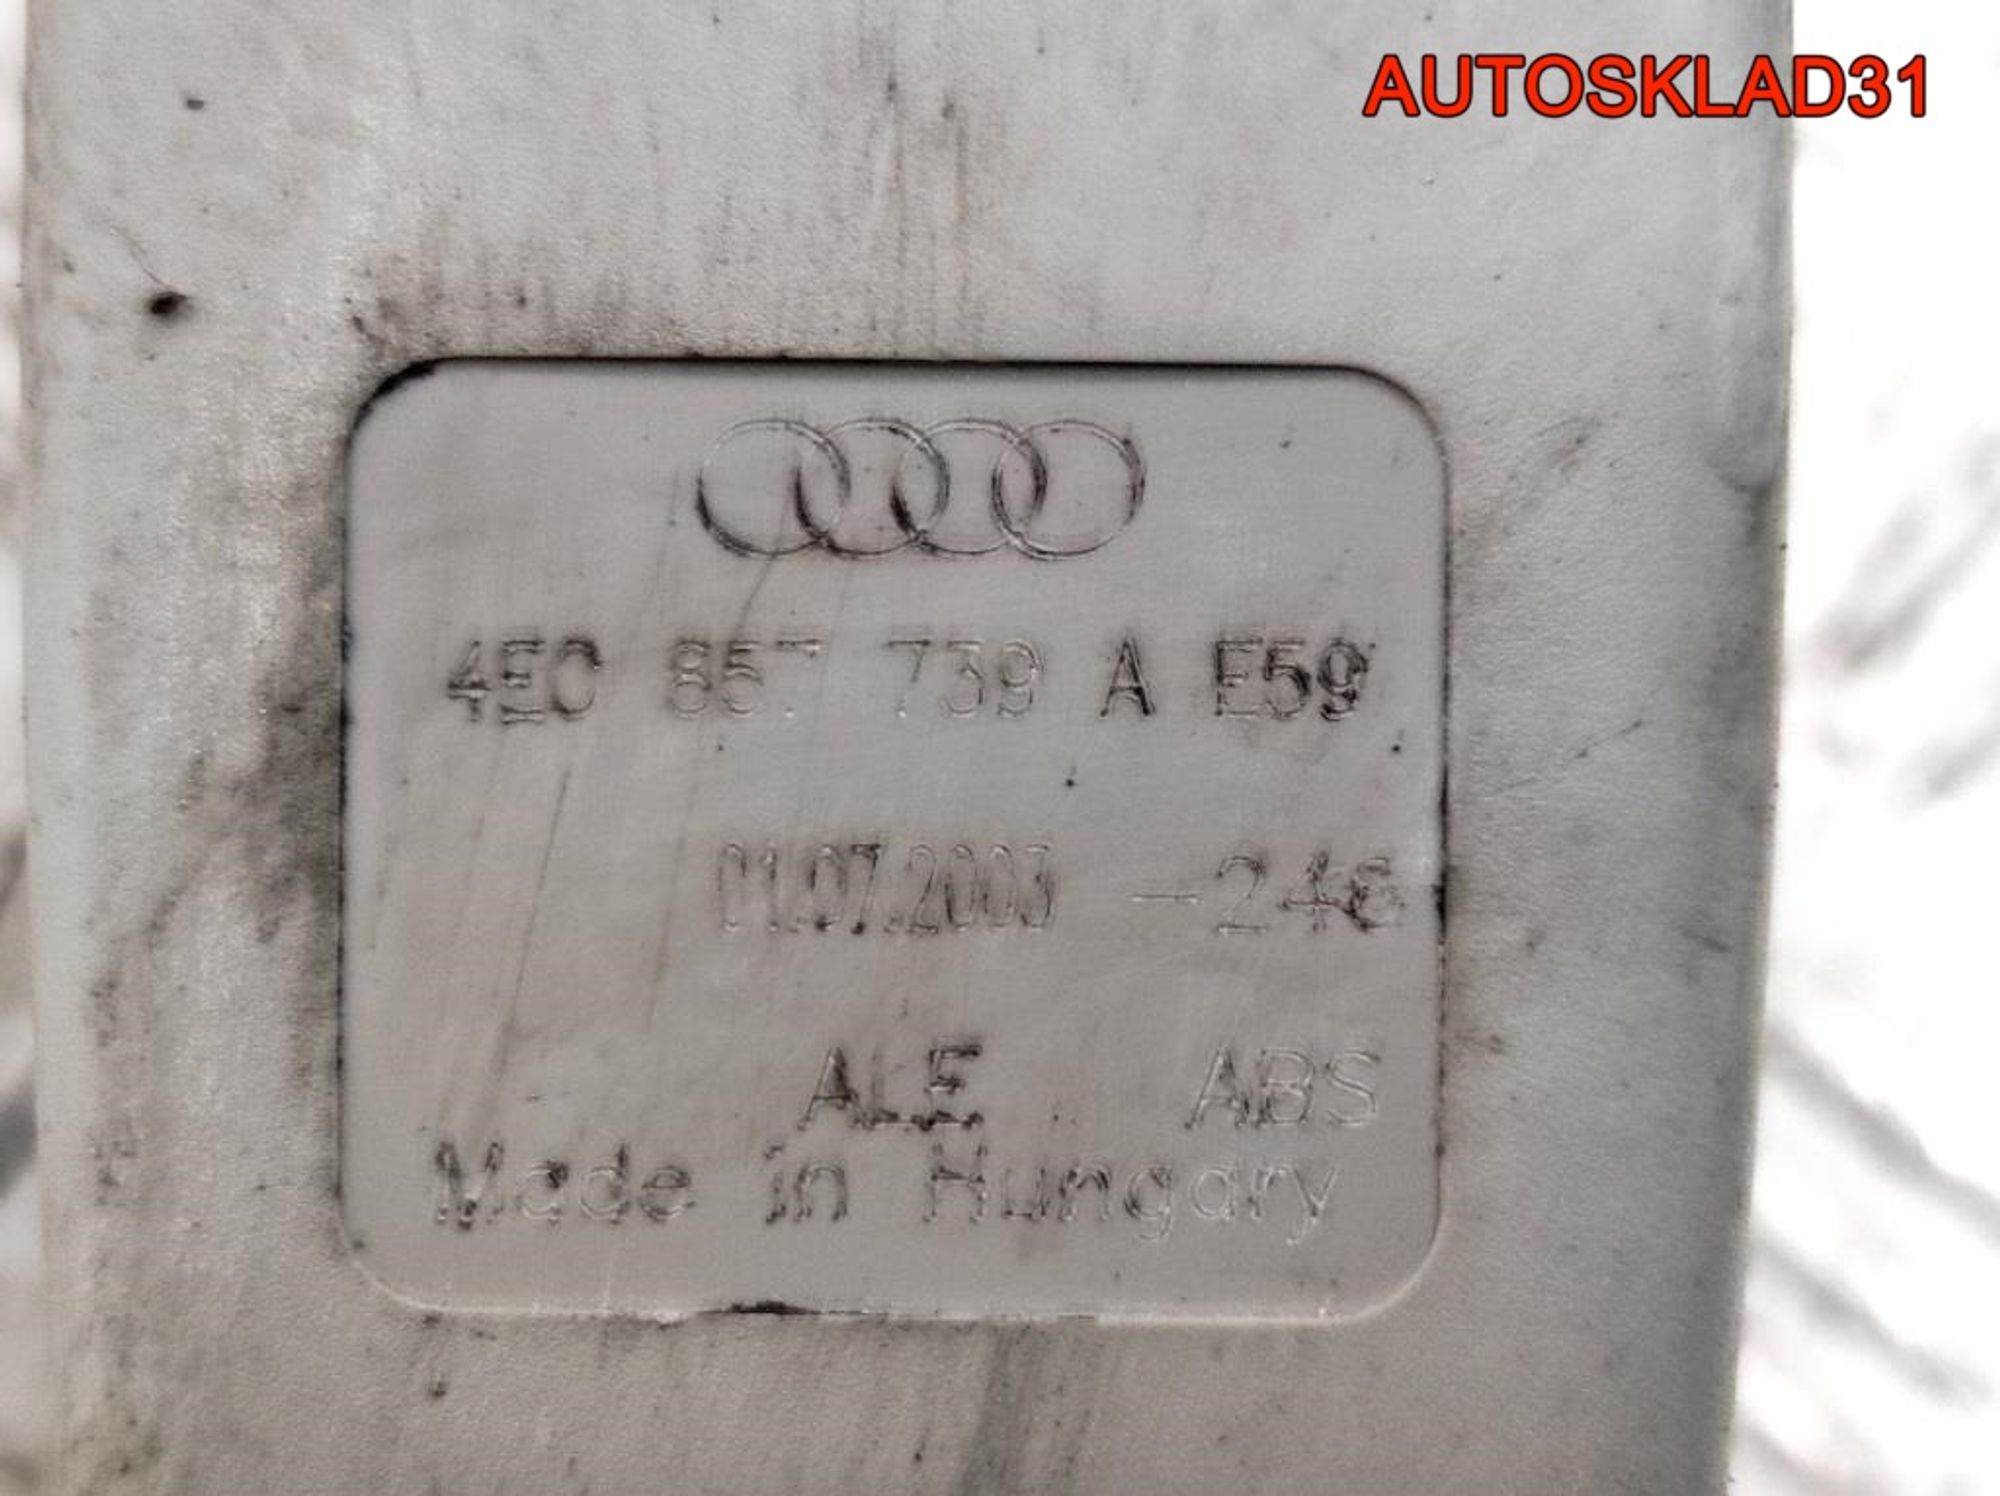 AUTOSKLAD31
4E0 857 739 A E59
01.07.2003 -246
ALE ABS
Made in Hungary